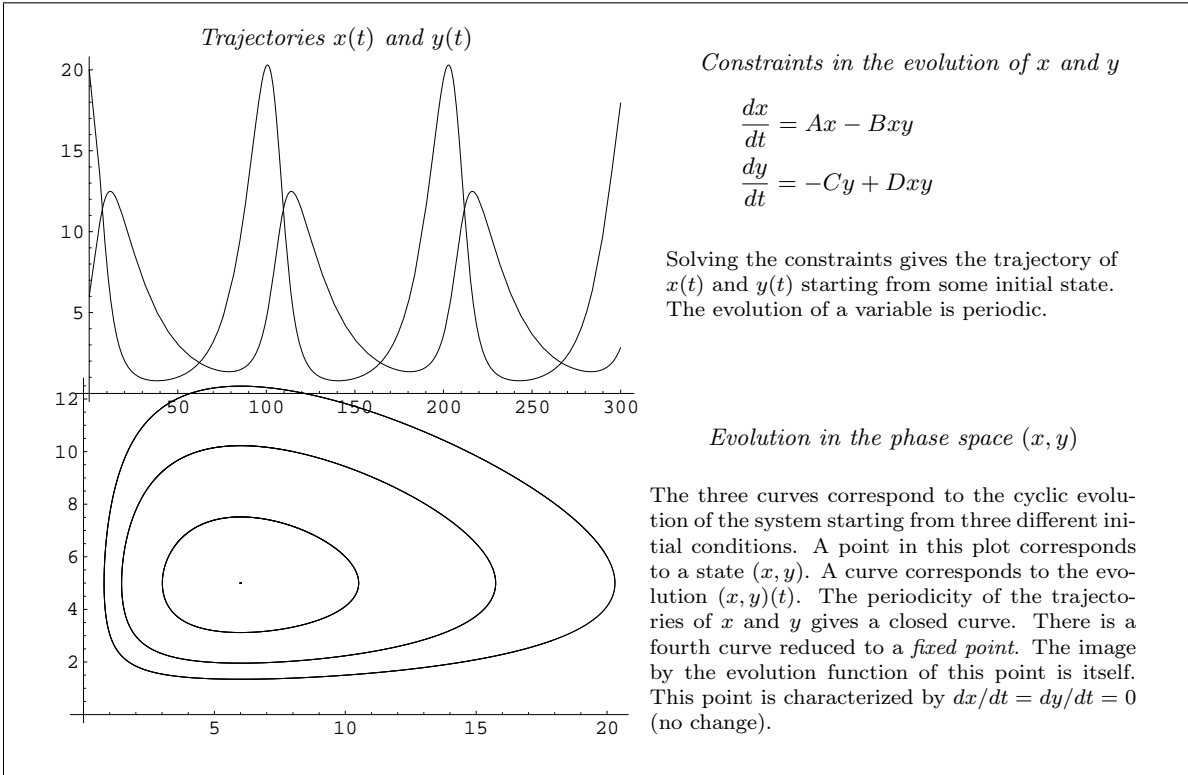 Trajectories x(t) and y(t)
20
15
10
5
50 100 150 200 250 300
Constraints in the evolution of x and y
dx/dt = Ax − Bxy
dy/dt = −Cy + Dxy
Solving the constraints gives the trajectory of
x(t) and y(t) starting from some initial state.
The evolution of a variable is periodic.
12
10
8
6
4
2
5 10 15 20
Evolution in the phase space (x, y)
The three curves correspond to the cyclic evolu-
tion of the system starting from three different ini-
tial conditions. A point in this plot corresponds
to a state (x, y). A curve corresponds to the evo-
lution (x, y)(t). The periodicity of the trajecto-
ries of x and y gives a closed curve. There is a
fourth curve reduced to a fixed point. The image
by the evolution function of this point is itself.
This point is characterized by dx/dt = dy/dt = 0
(no change).